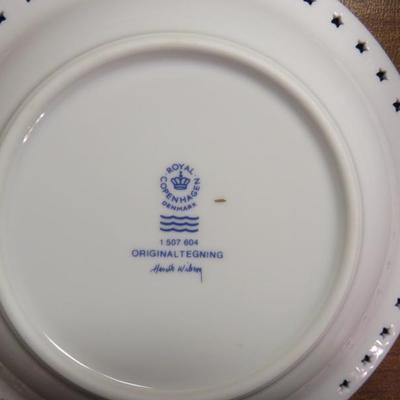 ROYAL
COPENHAGEN
DENMARK
1 507 604
ORIGINALTEGNING